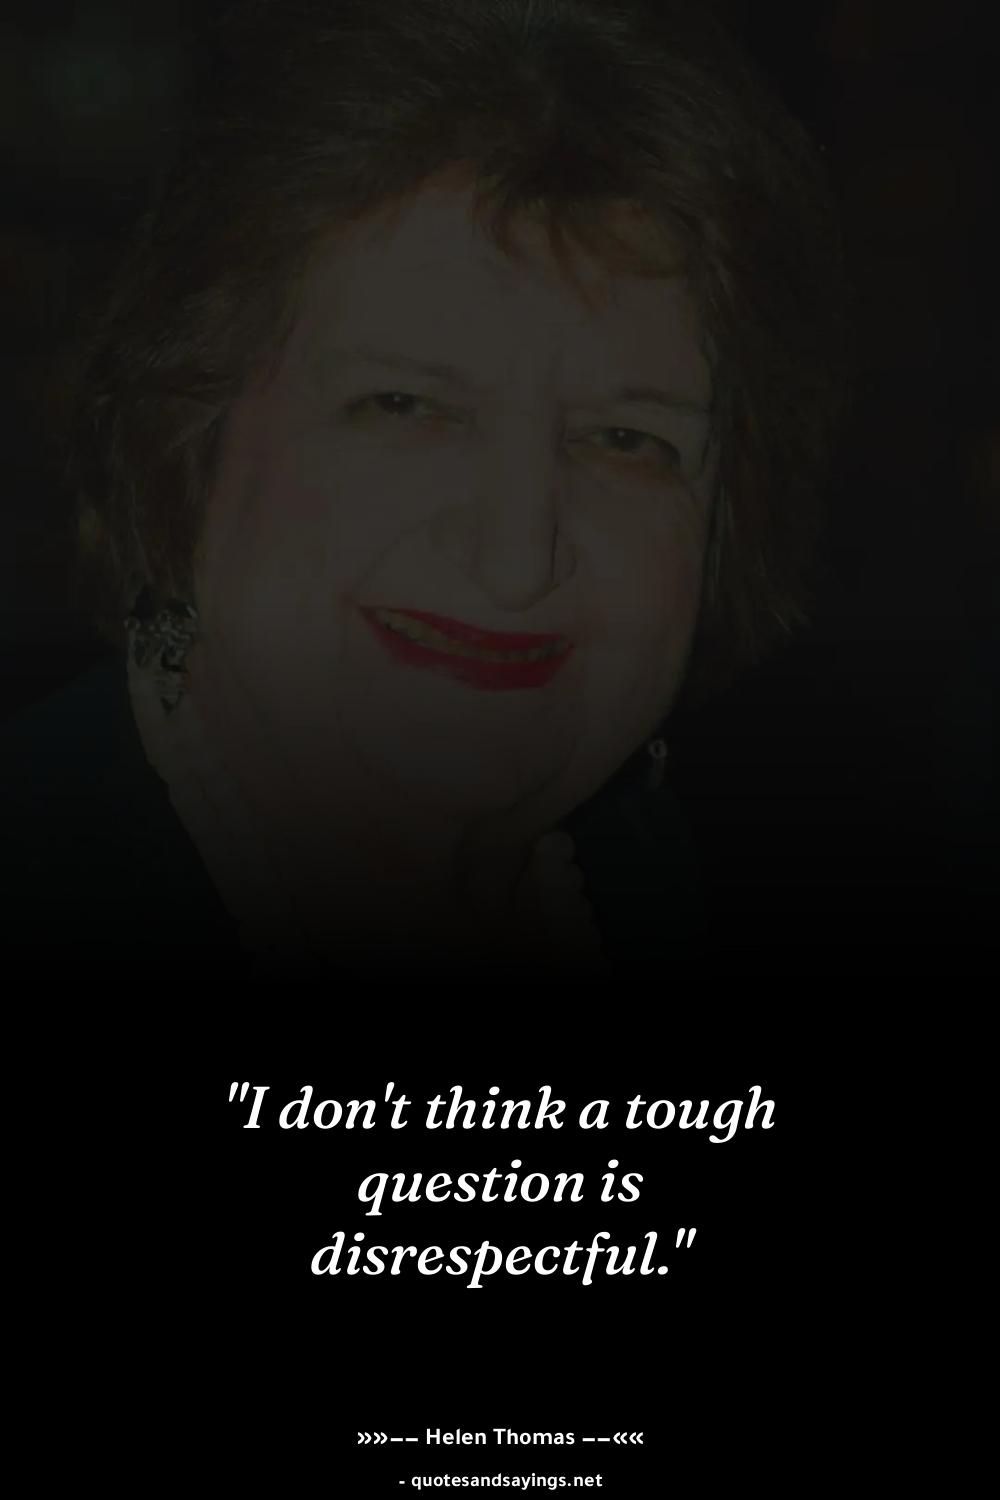 "I don't think a tough
question is
disrespectful."
»»–– Helen Thomas ––««
- quotesandsayings.net